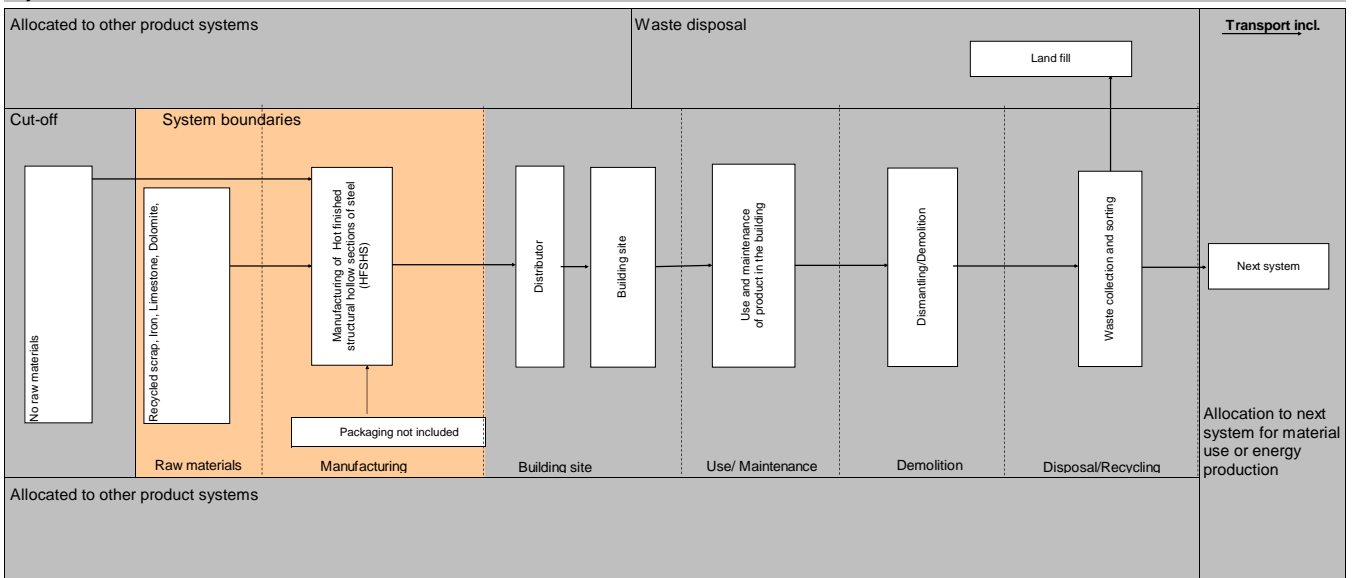 Allocated to other product systems
Waste disposal
Transport incl.
Land fill
Cut-off
System boundaries
No raw materials
Recycled scrap, Iron, Limestone, Dolomite,
Manufacturing of Hot finished
structural hollow sections of steel
(HFSHS)
Distributor
Building site
Use and maintenance
of product in the building
Dismantling/Demolition
Waste collection and sorting
Next system
Packaging not included
Allocation to next
system for material
use or energy
production
Raw materials
Manufacturing
Building site
Use/ Maintenance
Demolition
Disposal/Recycling
Allocated to other product systems